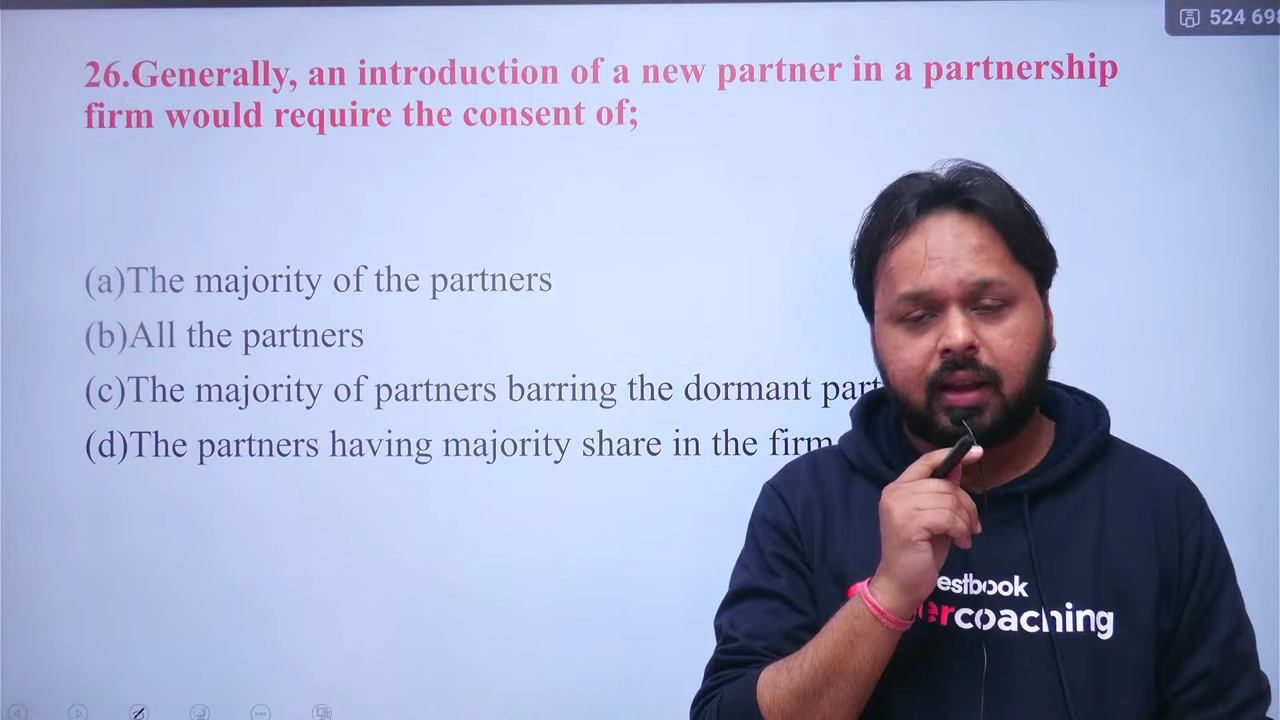 524 698
26.Generally, an introduction of a new partner in a partnership
firm would require the consent of;
(a)The majority of the partners
(b)All the partners
(c)The majority of partners barring the dormant part
(d)The partners having majority share in the firm
estbook
ercoaching